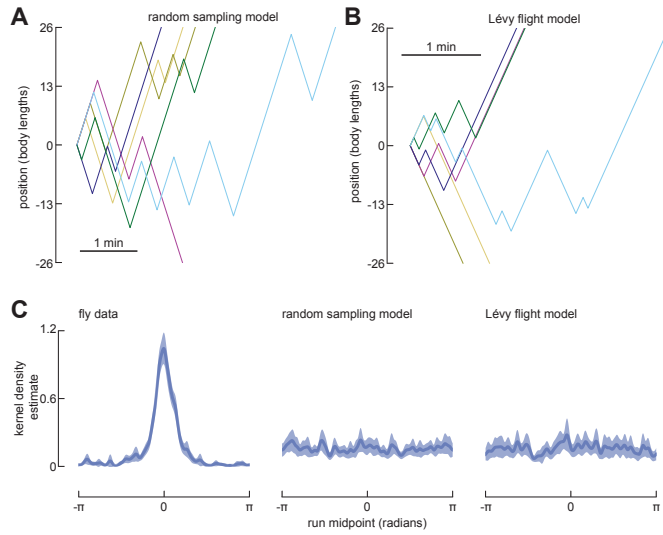 A
random sampling model
position (body lengths)
26
13
0
-13
-26
1 min
B
Lévy flight model
position (body lengths)
26
13
0
-13
-26
1 min
C
fly data
random sampling model
Lévy flight model
kernel density
estimate
1.2
0.6
0
-π
0
π
-π
0
π
-π
0
π
run midpoint (radians)